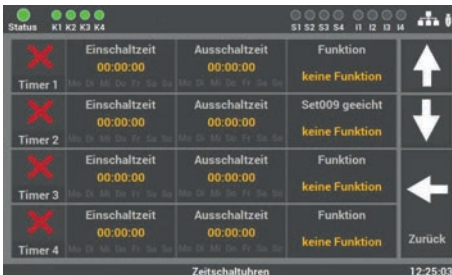 Status K1 K2 K3 K4 S1 S2 S3 S4 I1 I2 I3 I4
Einschaltzeit Ausschaltzeit Funktion
00:00:00 00:00:00 keine Funktion
Timer 1 Mo Di Mi Do Fr Sa So Mo Di Mi Do Fr Sa So
Einschaltzeit Ausschaltzeit Set009 geeicht
00:00:00 00:00:00 keine Funktion
Timer 2 Mo Di Mi Do Fr Sa So Mo Di Mi Do Fr Sa So
Einschaltzeit Ausschaltzeit Funktion
00:00:00 00:00:00 keine Funktion
Timer 3 Mo Di Mi Do Fr Sa So Mo Di Mi Do Fr Sa So
Einschaltzeit Ausschaltzeit Funktion
00:00:00 00:00:00 keine Funktion
Timer 4 Mo Di Mi Do Fr Sa So Mo Di Mi Do Fr Sa So
Zurück
Zeitschaltuhren 12:25:03